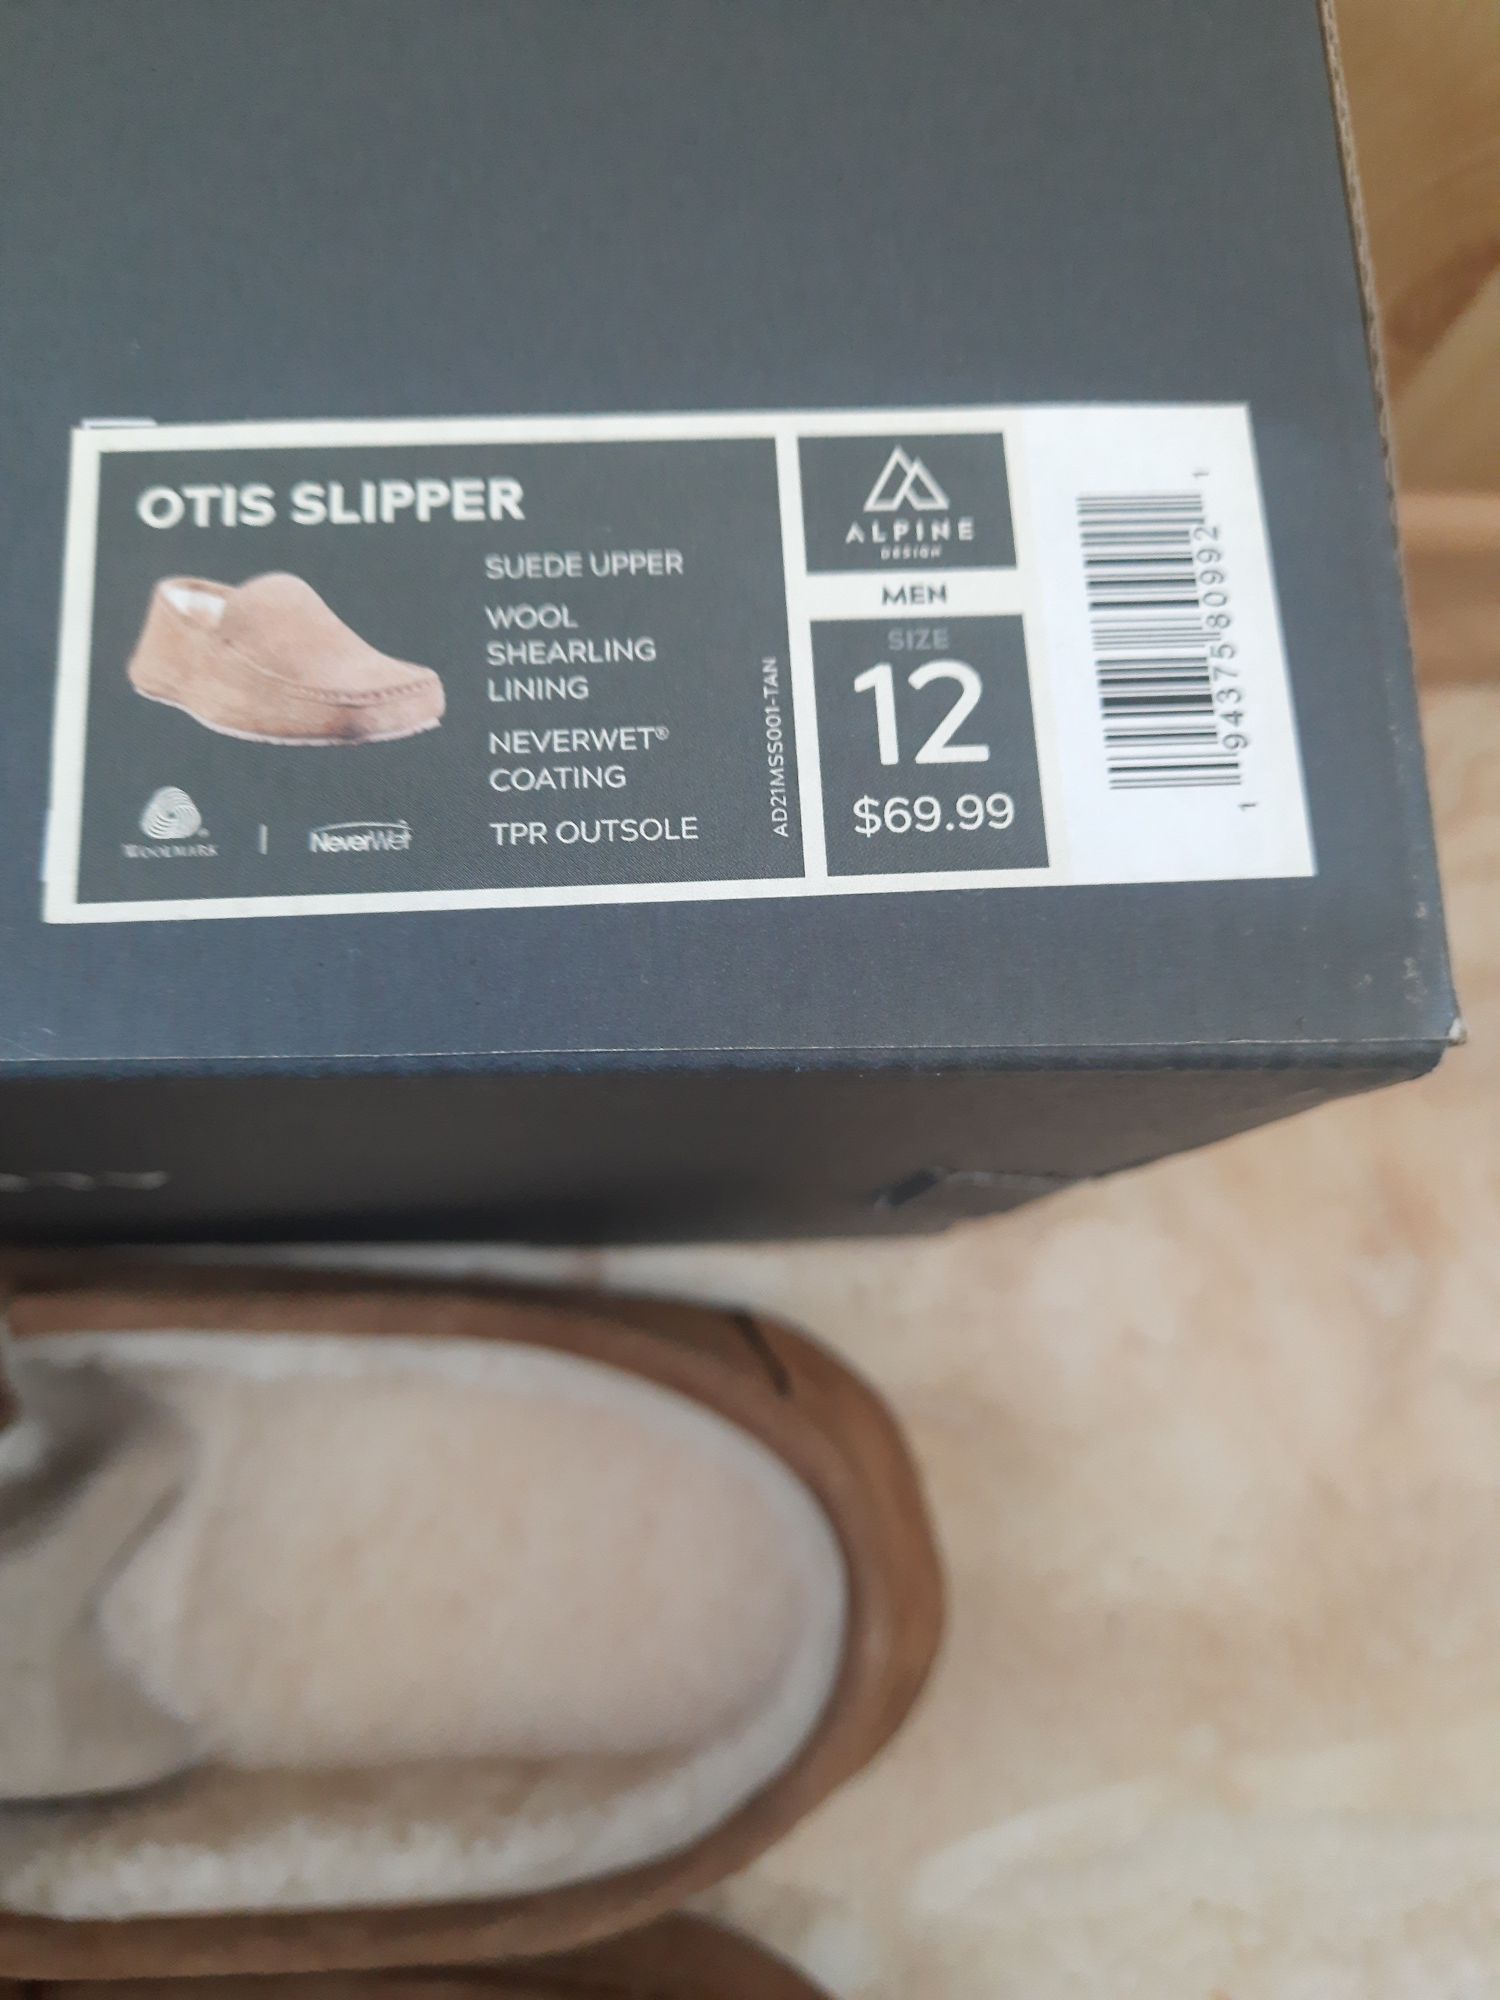 OTIS SLIPPER
SUEDE UPPER
WOOL
SHEARLING
LINING
NEVERWET®
COATING
TPR OUTSOLE
WOOLMARK
NeverWet
AD21MSS001-TAN
ALPINE
DESIGN
MEN
SIZE
12
$69.99
1 94375 80992 1
1